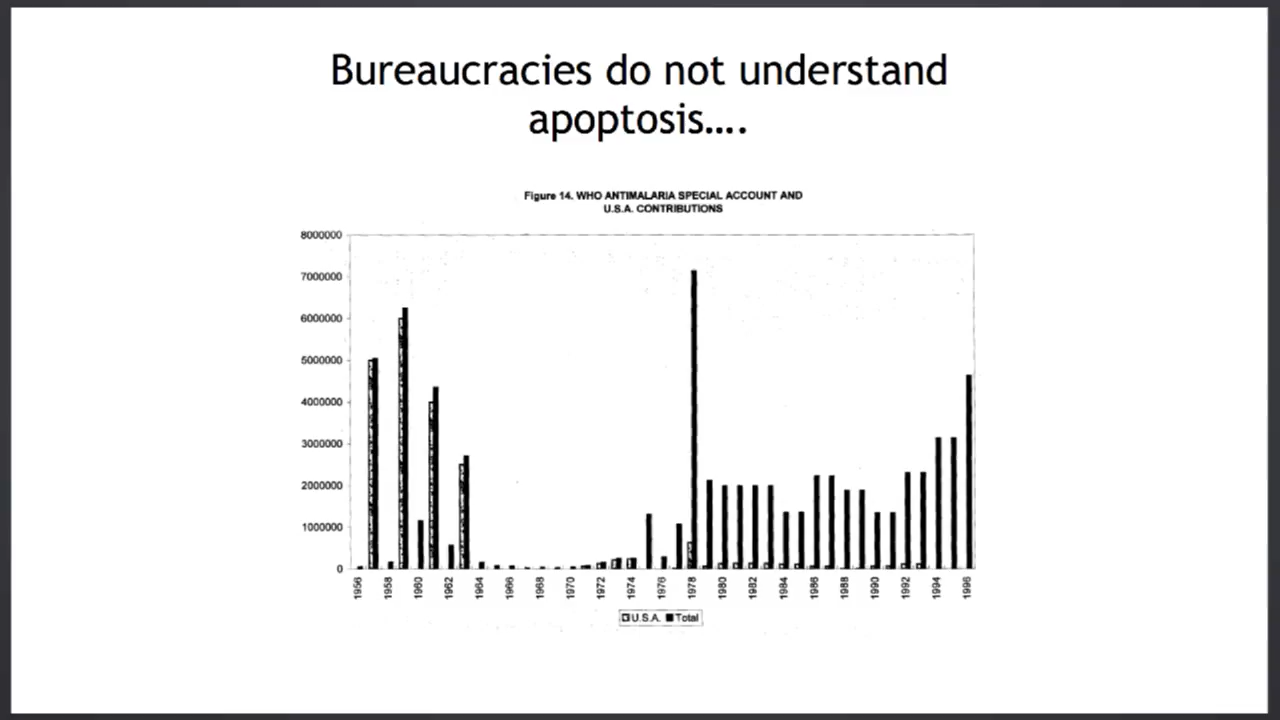 Bureaucracies do not understand
apoptosis....
Figure 14. WHO ANTIMALARIA SPECIAL ACCOUNT AND
U.S.A. CONTRIBUTIONS
8000000
7000000
6000000
5000000
4000000
3000000
2000000
1000000
0
1956 1958 1960 1962 1964 1966 1968 1970 1972 1974 1976 1978 1980 1982 1984 1986 1988 1990 1992 1994 1996
U.S.A. Total